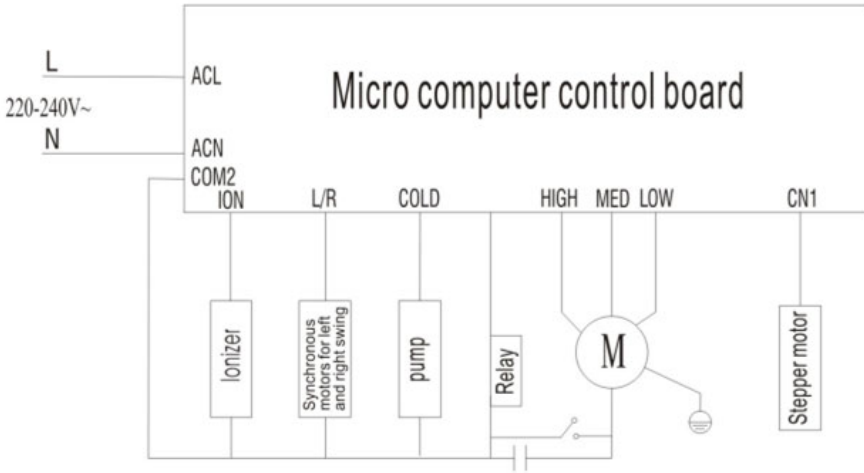 L
ACL
220-240V~
Micro computer control board
N
ACN
COM2
ION L/R COLD HIGH MED LOW CN1
Ionizer
Synchronous
motors for left
and right swing
pump
Relay
M
Stepper motor